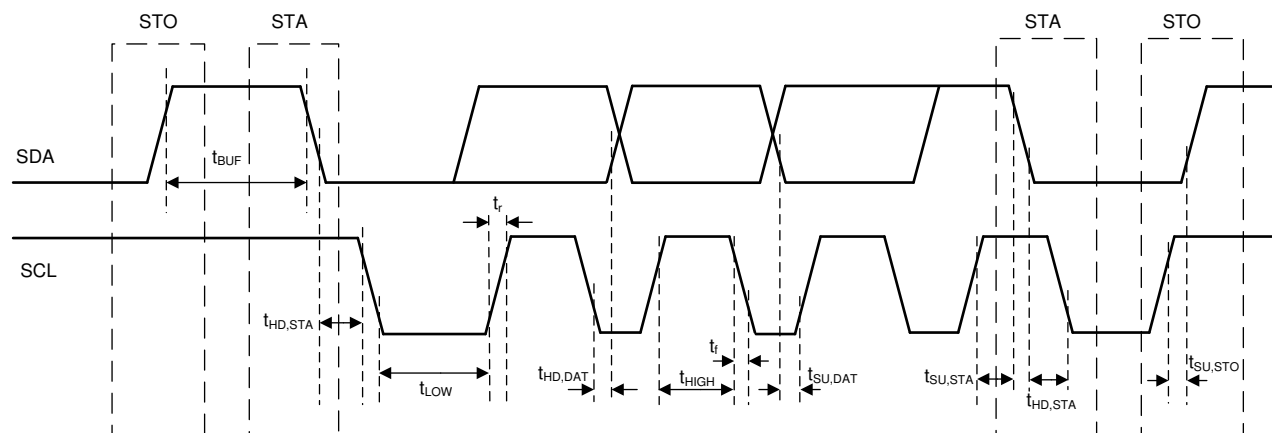 STO
STA
STA
STO
SDA
tBUF
tr
SCL
tHD,STA
tLOW
tHD,DAT
tHIGH
tf
tSU,DAT
tSU,STA
tHD,STA
tSU,STO